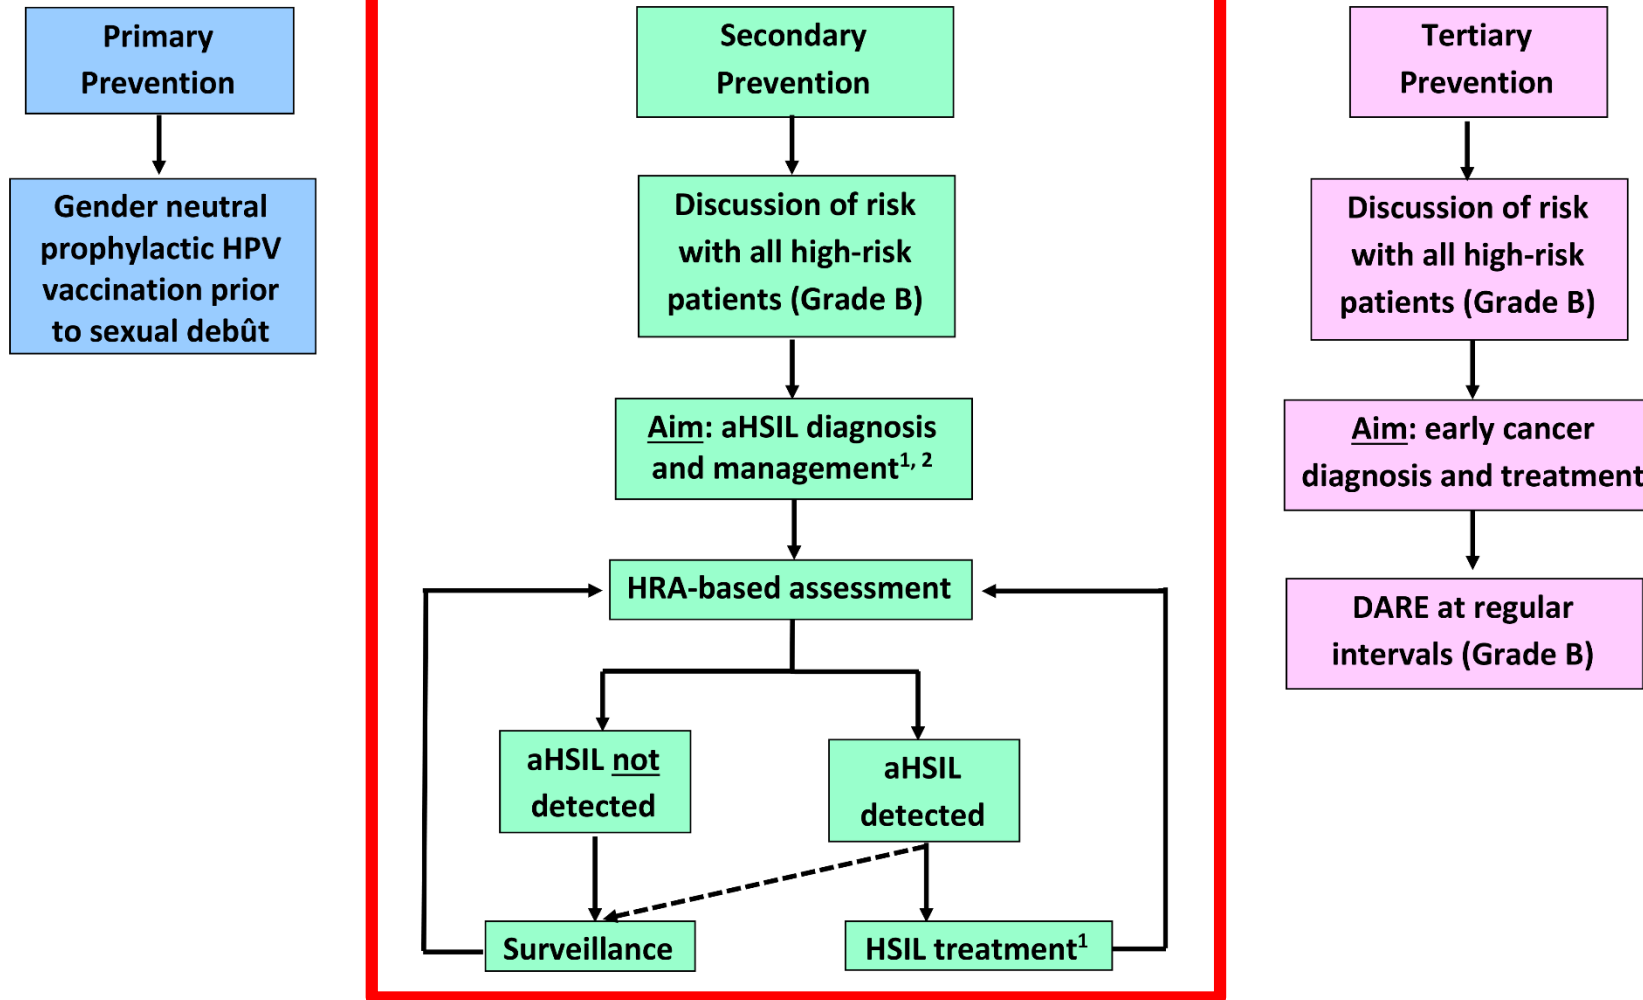 Primary
Prevention
Gender neutral
prophylactic HPV
vaccination prior
to sexual debût
Secondary
Prevention
Discussion of risk
with all high-risk
patients (Grade B)
Aim: aHSIL diagnosis
and management1, 2
HRA-based assessment
aHSIL not
detected
aHSIL
detected
Surveillance
HSIL treatment1
Tertiary
Prevention
Discussion of risk
with all high-risk
patients (Grade B)
Aim: early cancer
diagnosis and treatment
DARE at regular
intervals (Grade B)